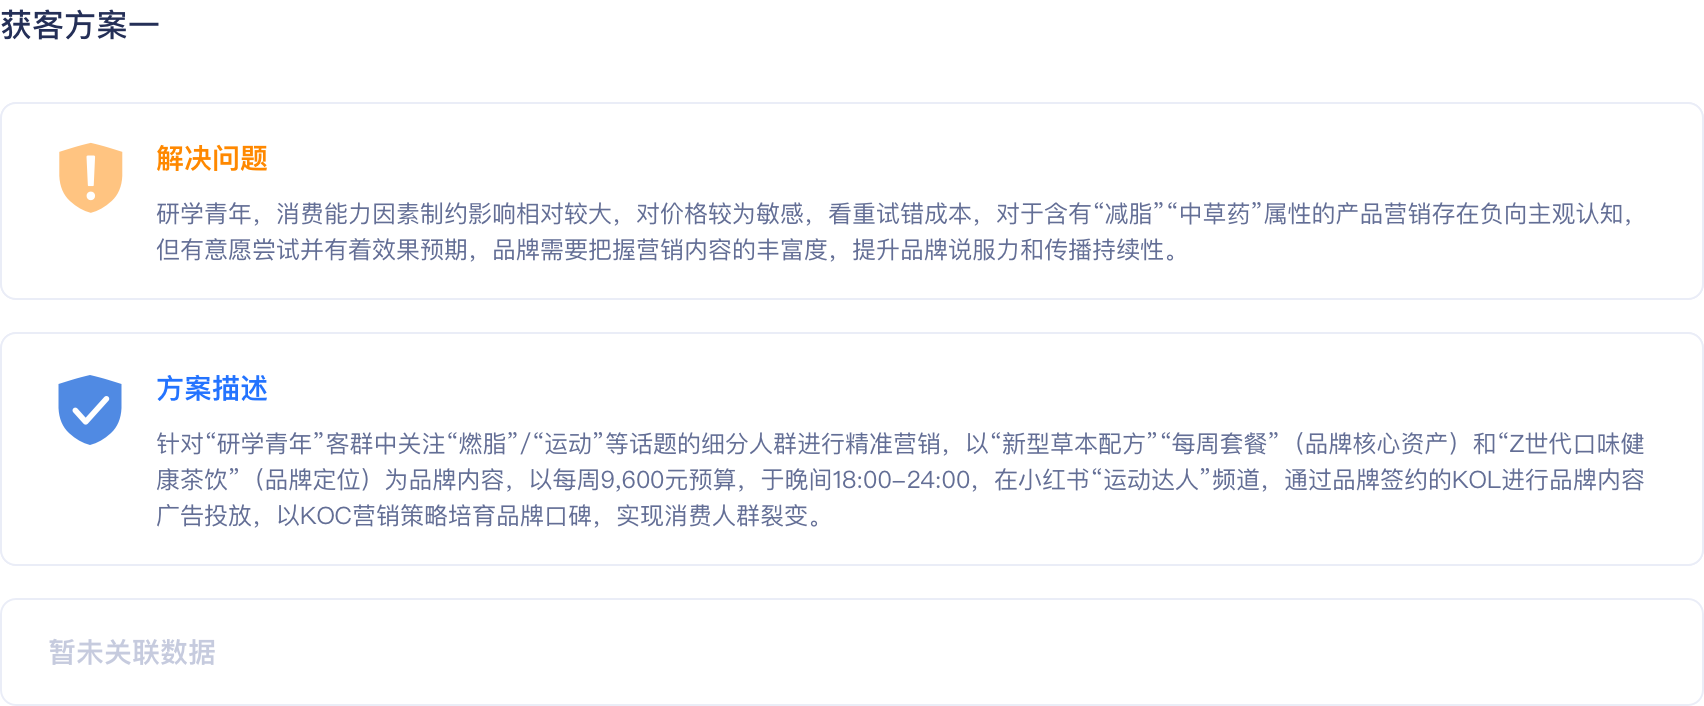 获客方案一
解决问题
研学青年，消费能力因素制约影响相对较大，对价格较为敏感，看重试错成本，对于含有“减脂”“中草药”属性的产品营销存在负向主观认知，
但有意愿尝试并有着效果预期，品牌需要把握营销内容的丰富度，提升品牌说服力和传播持续性。
方案描述
针对“研学青年”客群中关注“燃脂”/“运动”等话题的细分人群进行精准营销，以“新型草本配方”“每周套餐”（品牌核心资产）和“Z世代口味健
康茶饮”（品牌定位）为品牌内容，以每周9,600元预算，于晚间18:00-24:00，在小红书“运动达人”频道，通过品牌签约的KOL进行品牌内容
广告投放，以KOC营销策略培育品牌口碑，实现消费人群裂变。
暂未关联数据